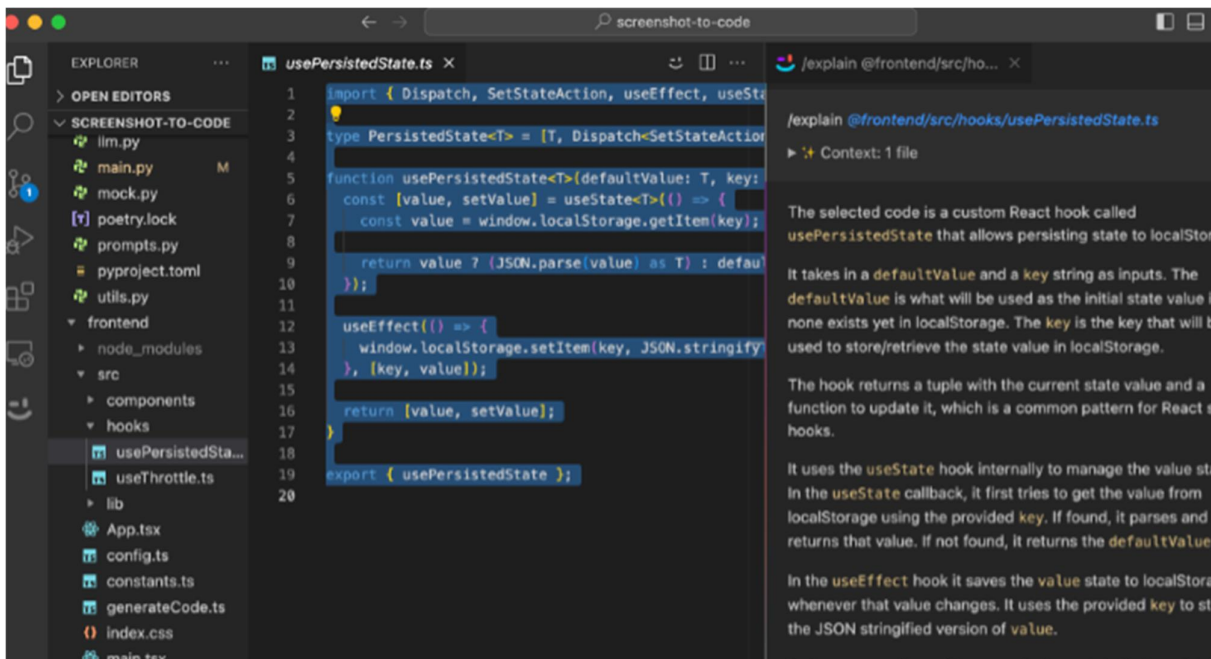 screenshot-to-code
EXPLORER
usePersistedState.ts
/explain @frontend/src/ho...
OPEN EDITORS
SCREENSHOT-TO-CODE
llm.py
main.py M
mock.py
poetry.lock
prompts.py
pyproject.toml
utils.py
frontend
node_modules
src
components
hooks
usePersistedSta...
useThrottle.ts
lib
App.tsx
config.ts
constants.ts
generateCode.ts
index.css
main.tsx
1
1 import { Dispatch, SetStateAction, useEffect, useSta
2
3 type PersistedState<T> = [T, Dispatch<SetStateAction
4
5 function usePersistedState<T>(defaultValue: T, key:
6 const [value, setValue] = useState<T>(() => {
7 const value = window.localStorage.getItem(key);
8
9 return value ? (JSON.parse(value) as T) : defaul
10 });
11
12 useEffect(() => {
13 window.localStorage.setItem(key, JSON.stringify
14 }, [key, value]);
15
16 return [value, setValue];
17 }
18
19 export { usePersistedState };
20
/explain @frontend/src/hooks/usePersistedState.ts
Context: 1 file
The selected code is a custom React hook called
usePersistedState that allows persisting state to localStor
It takes in a defaultValue and a key string as inputs. The
defaultValue is what will be used as the initial state value i
none exists yet in localStorage. The key is the key that will b
used to store/retrieve the state value in localStorage.
The hook returns a tuple with the current state value and a
function to update it, which is a common pattern for React s
hooks.
It uses the useState hook internally to manage the value sta
In the useState callback, it first tries to get the value from
localStorage using the provided key. If found, it parses and
returns that value. If not found, it returns the defaultValue
In the useEffect hook it saves the value state to localStora
whenever that value changes. It uses the provided key to st
the JSON stringified version of value.